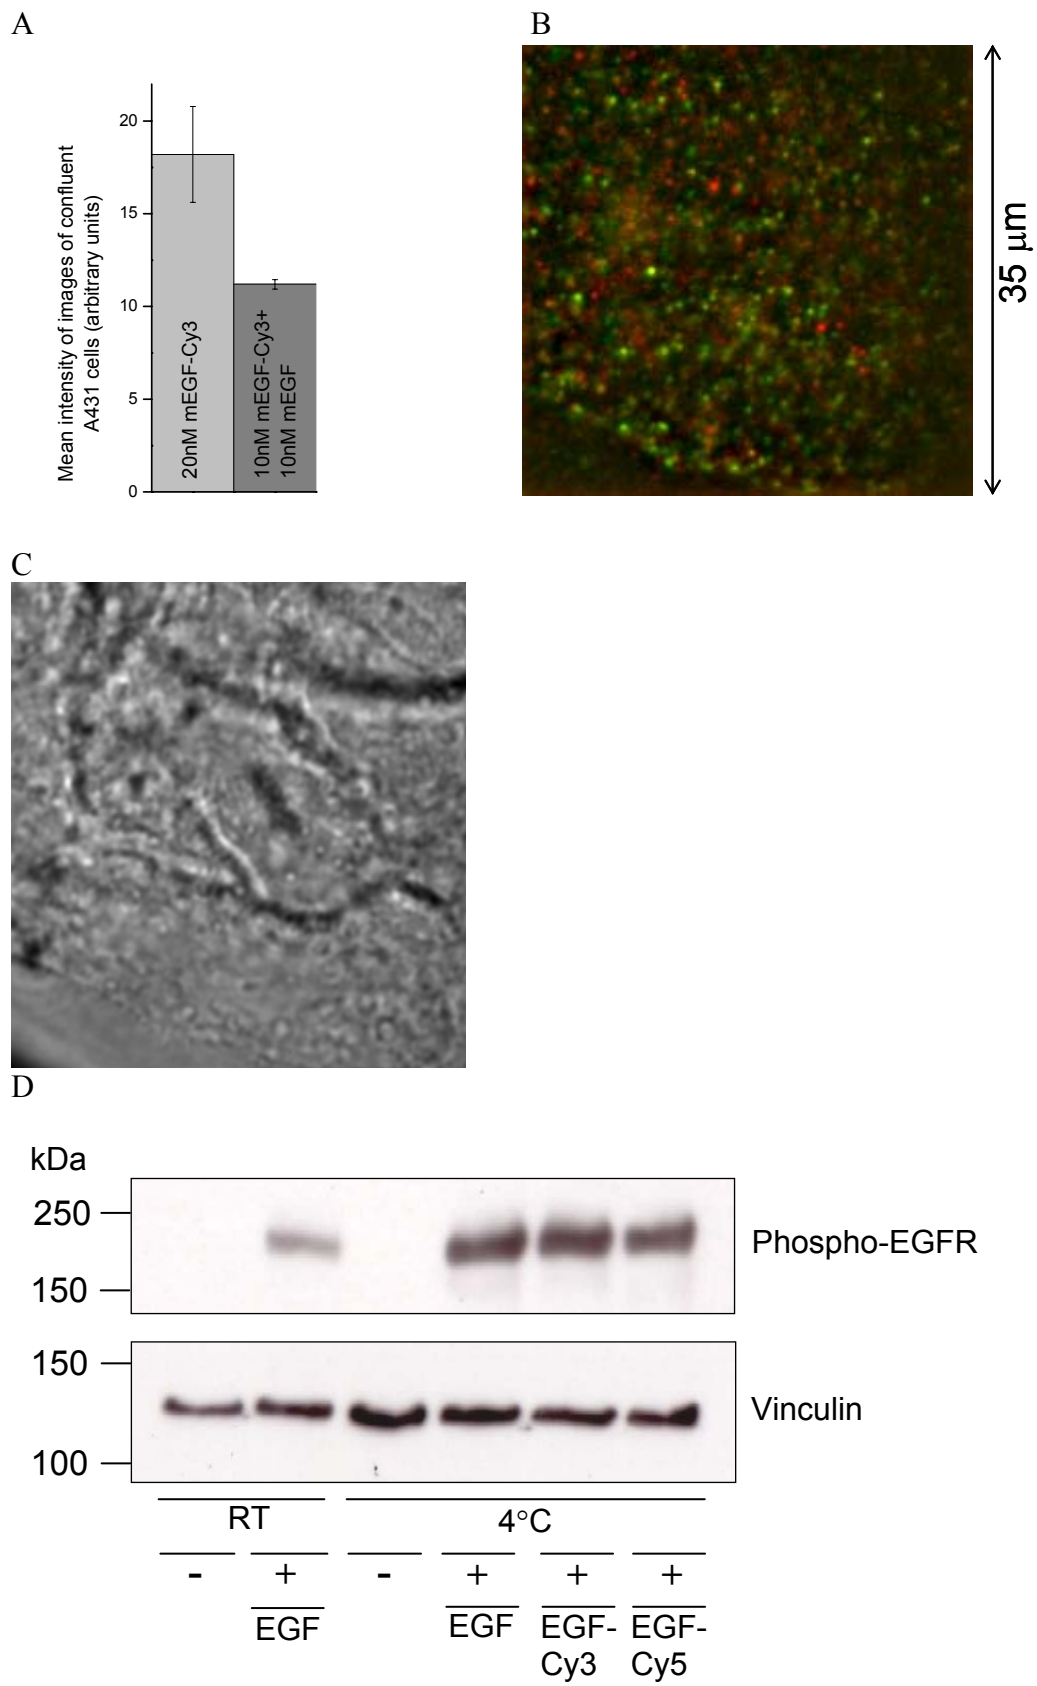 A
B
Mean intensity of images of confluent
A431 cells (arbitrary units)
20
15
10
5
0
20nM mEGF-Cy3
10nM mEGF-Cy3+
10nM mEGF
35 μm
C
D
kDa
250
150
Phospho-EGFR
150
100
Vinculin
RT
4°C
- + - + + +
EGF EGF EGF- EGF-
Cy3 Cy5